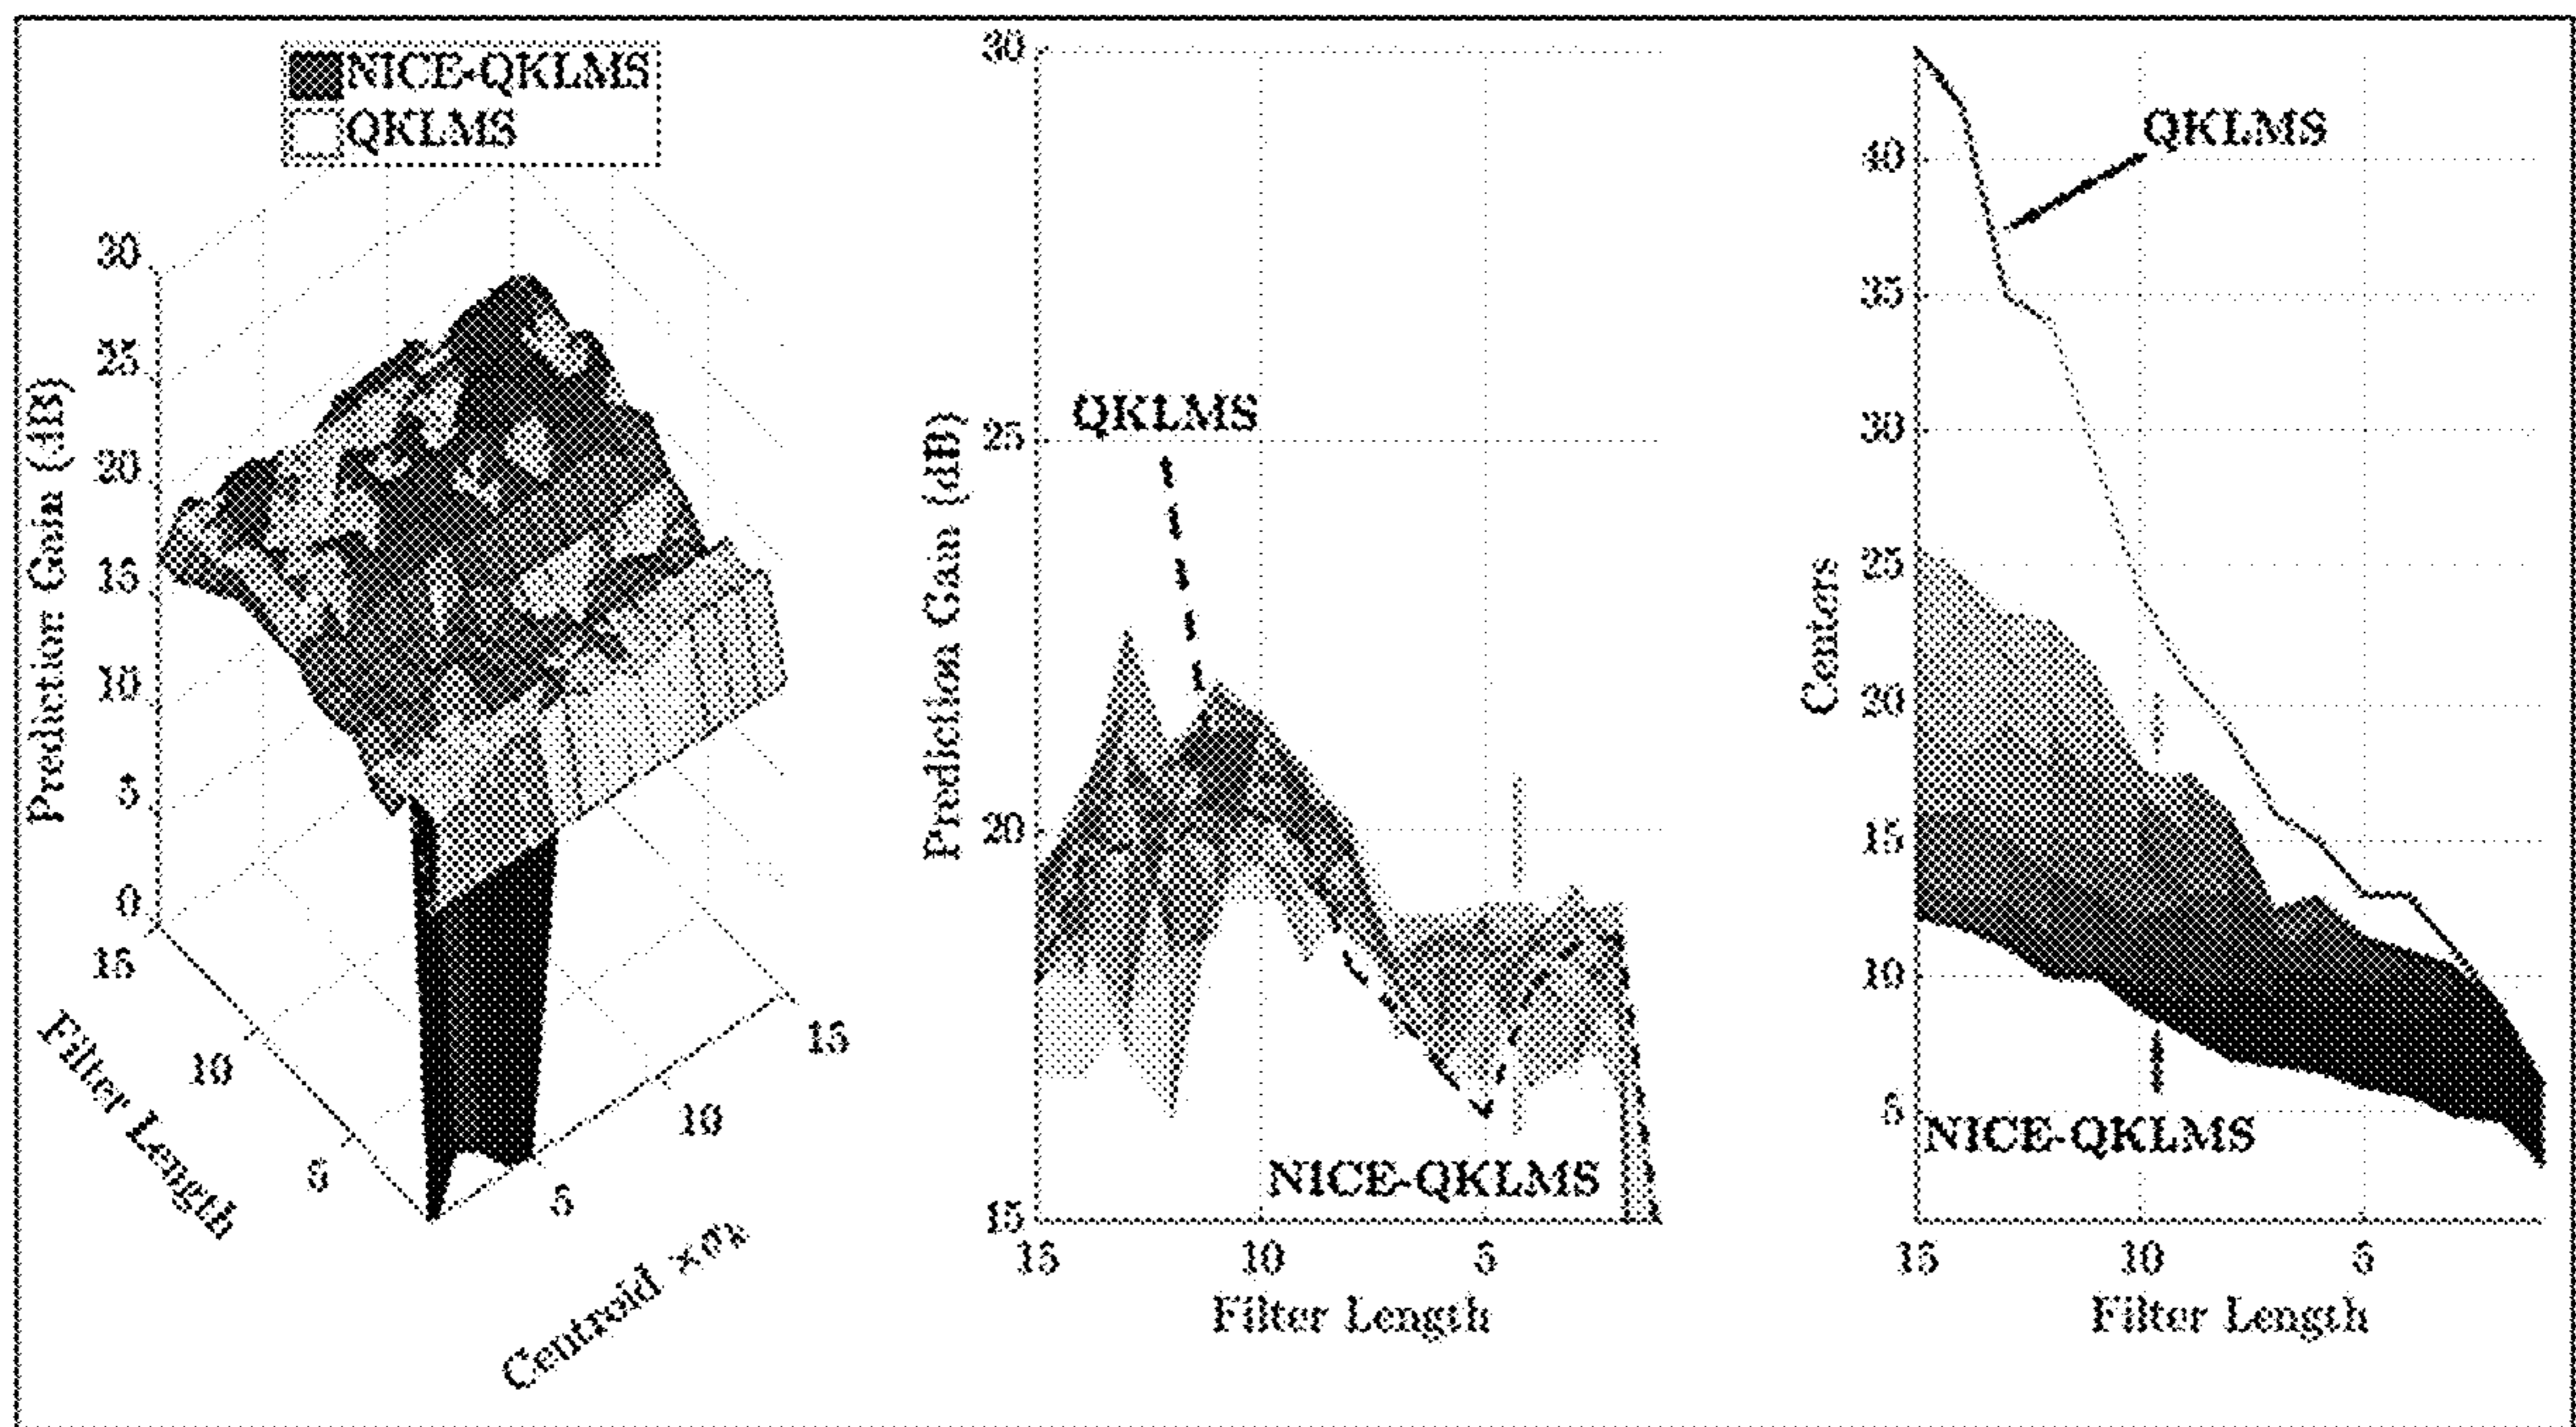 NICE-QKLMS
QKLMS
Prediction Gain (dB)
30
25
20
15
10
5
0
15
10
5
Filter Length
5
10
15
Centroid ×σκ
Prediction Gain (dB)
30
25
20
15
QKLMS
NICE-QKLMS
15
10
5
Filter Length
Centers
40
35
30
25
20
15
10
5
QKLMS
NICE-QKLMS
15
10
5
Filter Length